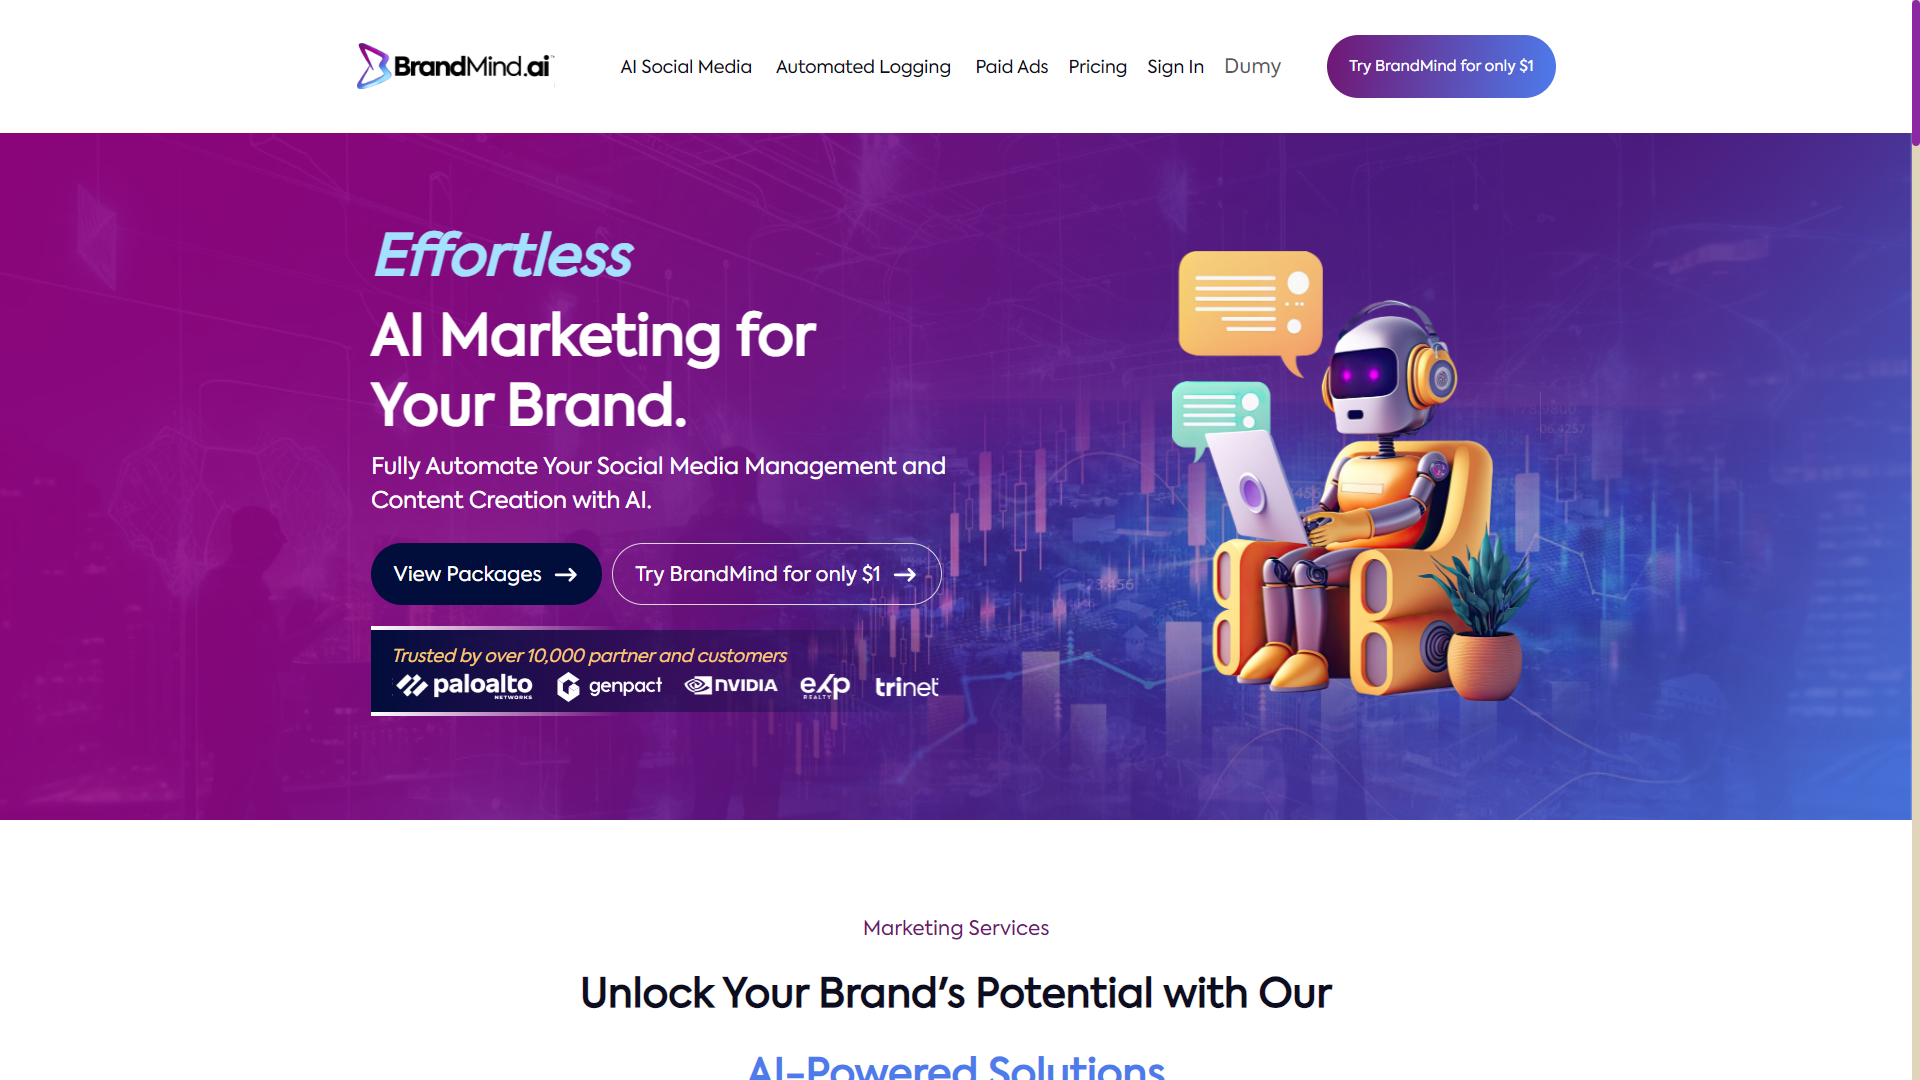 BrandMind.ai
AI Social Media
Automated Logging
Paid Ads
Pricing
Sign In
Dumy
Try BrandMind for only $1
Effortless
AI Marketing for
Your Brand.
Fully Automate Your Social Media Management and
Content Creation with AI.
View Packages
Try BrandMind for only $1
Trusted by over 10,000 partner and customers
paloalto
NETWORKS
genpact
NVIDIA
eXp
REALTY
trinet
23.456
Marketing Services
Unlock Your Brand's Potential with Our
AI-Powered Solutions